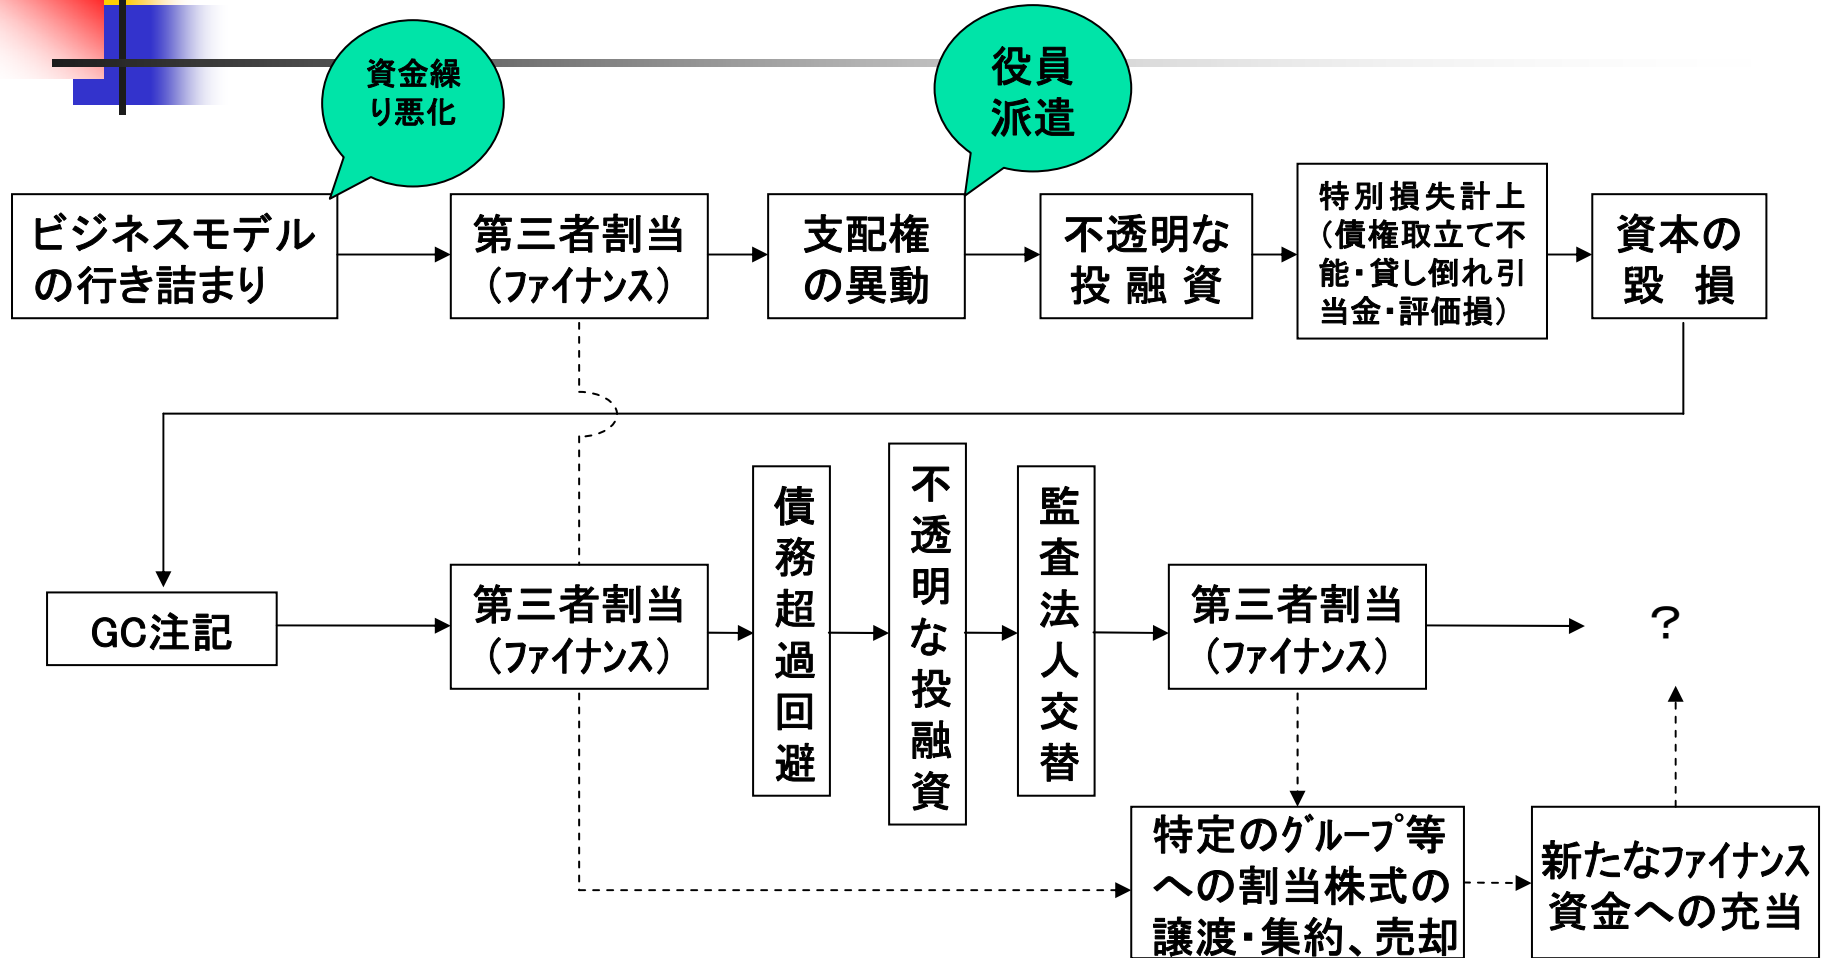 資金繰
り悪化
役員
派遣
ビジネスモデル
の行き詰まり
第三者割当
（ファイナンス）
支配権
の異動
不透明な
投 融 資
特別損失計上
（債権取立て不
能・貸し倒れ引
当金・評価損）
資本の
毀 損
GC注記
第三者割当
（ファイナンス）
債務超過回避
不透明な投融資
監査法人交替
第三者割当
（ファイナンス）
？
特定のグループ等
への割当株式の
譲渡・集約、売却
新たなファイナンス
資金への充当